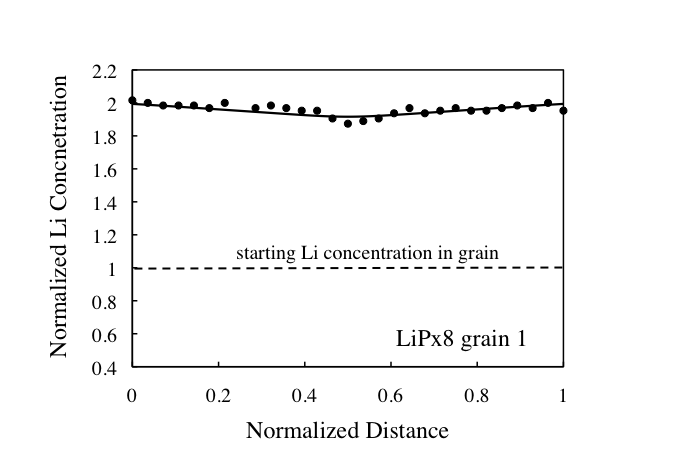 2.2
2
1.8
1.6
1.4
1.2
1
0.8
0.6
0.4
Normalized Li Concnetration
starting Li concentration in grain
LiPx8 grain 1
0 0.2 0.4 0.6 0.8 1
Normalized Distance